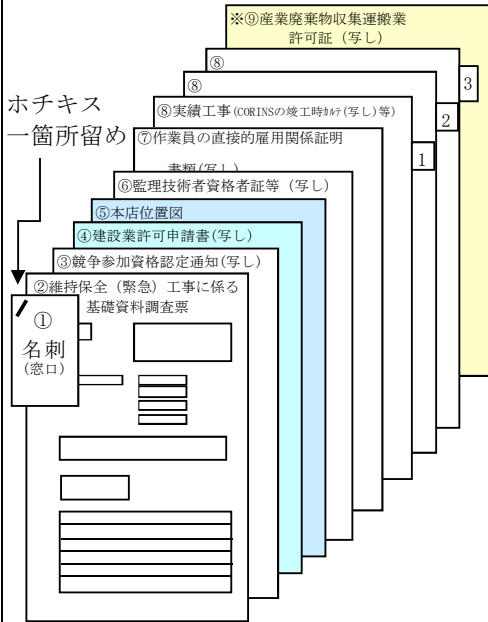 ※⑨産業廃棄物収集運搬業
許可証（写し）
⑧
3
⑧
2
⑧実績工事(CORINSの竣工時ｶﾙﾃ(写し)等)
1
⑦作業員の直接的雇用関係証明
書類(写し)
⑥監理技術者資格者証等（写し）
⑤本店位置図
④建設業許可申請書(写し)
③競争参加資格認定通知(写し)
②維持保全（緊急）工事に係る
基礎資料調査票
ホチキス
一箇所留め
①
名刺
(窓口)